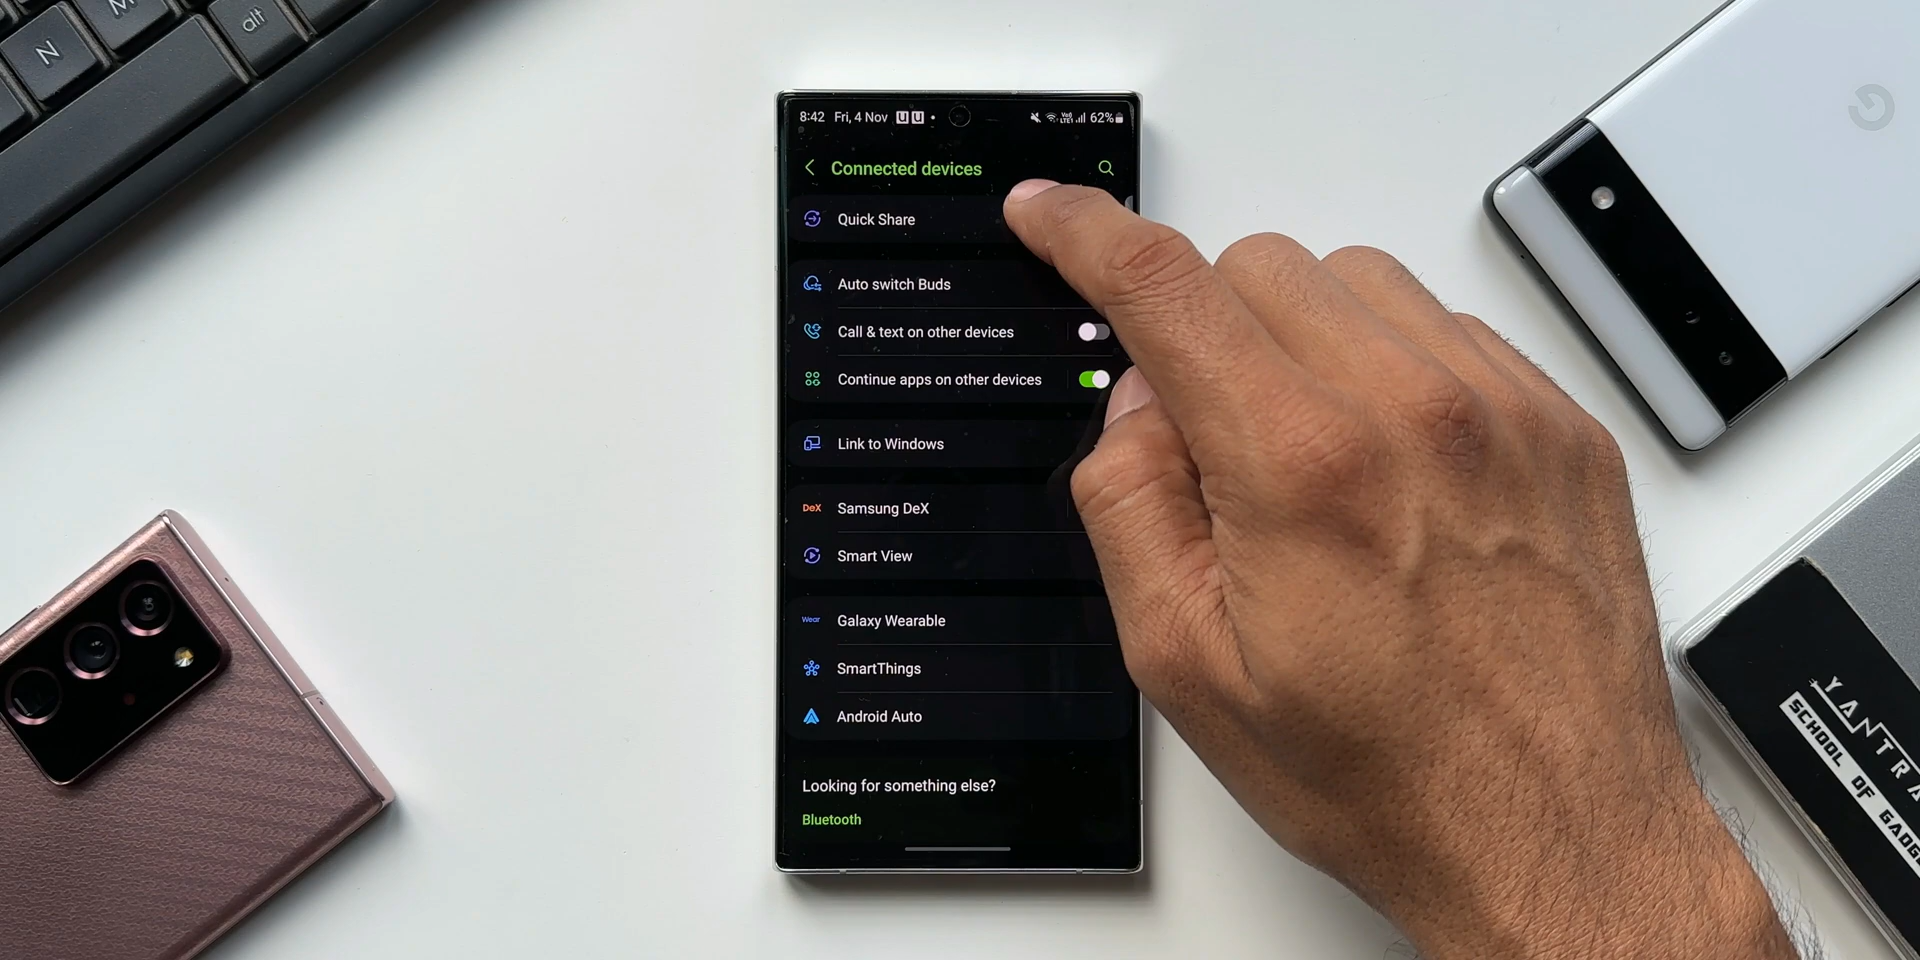 N
M
alt
8:42 Fri, 4 Nov
62%
Connected devices
Quick Share
Auto switch Buds
Call & text on other devices
Continue apps on other devices
Link to Windows
DeX Samsung DeX
Smart View
Wear Galaxy Wearable
SmartThings
Android Auto
Looking for something else?
Bluetooth
YANTRA
SCHOOL OF GADGE